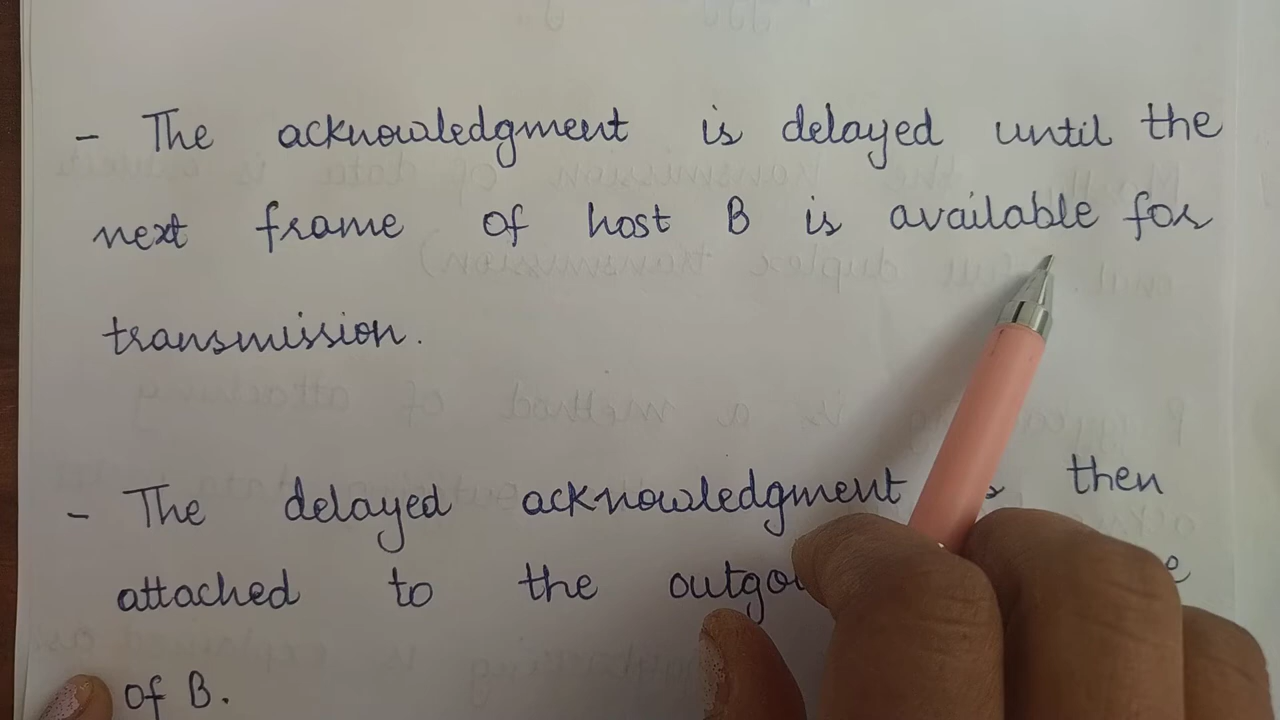 - The acknowledgment is delayed until the
next frame of host B is available for
transmission.
- The delayed acknowledgment then
attached to the
of B.